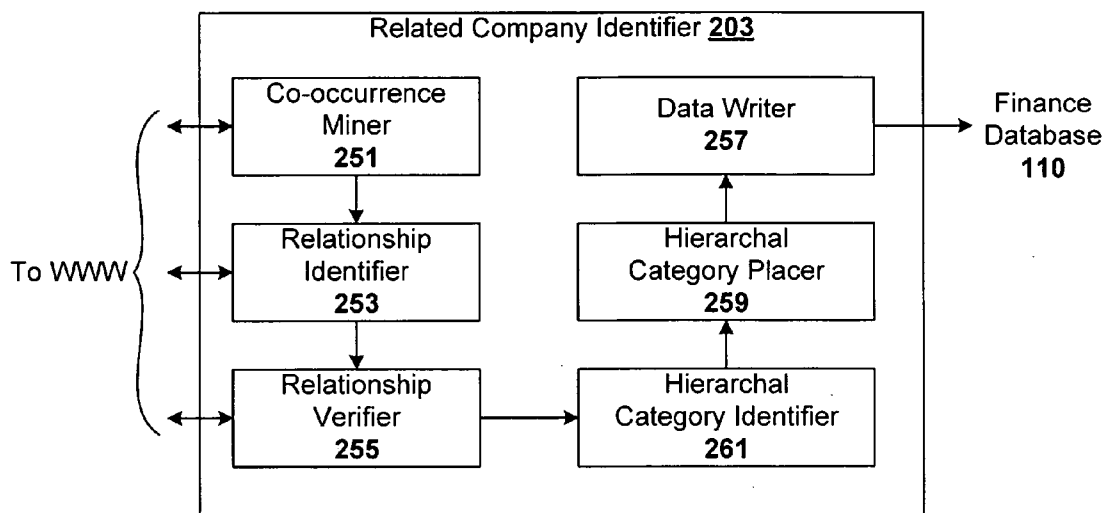 Related Company Identifier 203
Co-occurrence
Miner
251
Data Writer
257
Finance
Database
110
To WWW
Relationship
Identifier
253
Hierarchal
Category Placer
259
Relationship
Verifier
255
Hierarchal
Category Identifier
261